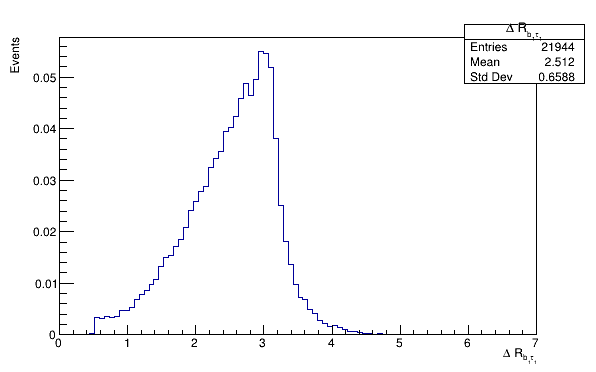 Δ R_{b_1 τ_1}
Entries 21944
Mean 2.512
Std Dev 0.6588
Events
0.05
0.04
0.03
0.02
0.01
0
0 1 2 3 4 5 6 7
Δ R_{b_1 τ_1}